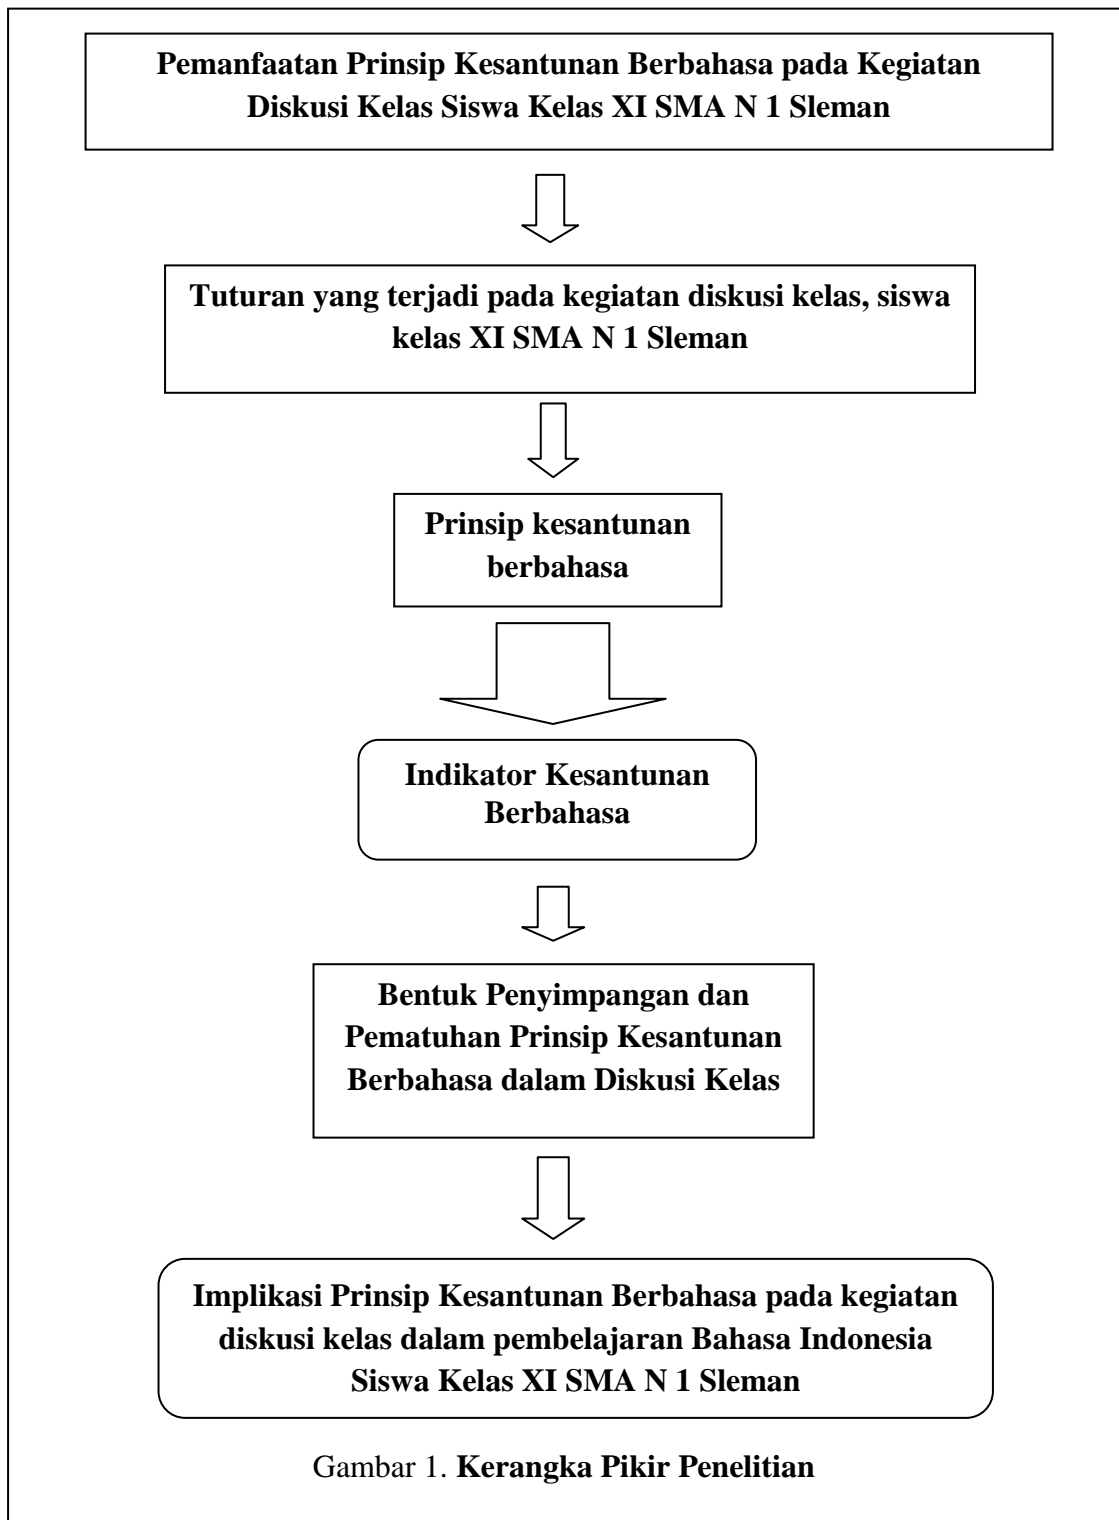 Pemanfaatan Prinsip Kesantunan Berbahasa pada Kegiatan
Diskusi Kelas Siswa Kelas XI SMA N 1 Sleman
Tuturan yang terjadi pada kegiatan diskusi kelas, siswa
kelas XI SMA N 1 Sleman
Prinsip kesantunan
berbahasa
Indikator Kesantunan
Berbahasa
Bentuk Penyimpangan dan
Pematuhan Prinsip Kesantunan
Berbahasa dalam Diskusi Kelas
Implikasi Prinsip Kesantunan Berbahasa pada kegiatan
diskusi kelas dalam pembelajaran Bahasa Indonesia
Siswa Kelas XI SMA N 1 Sleman
Gambar 1. Kerangka Pikir Penelitian